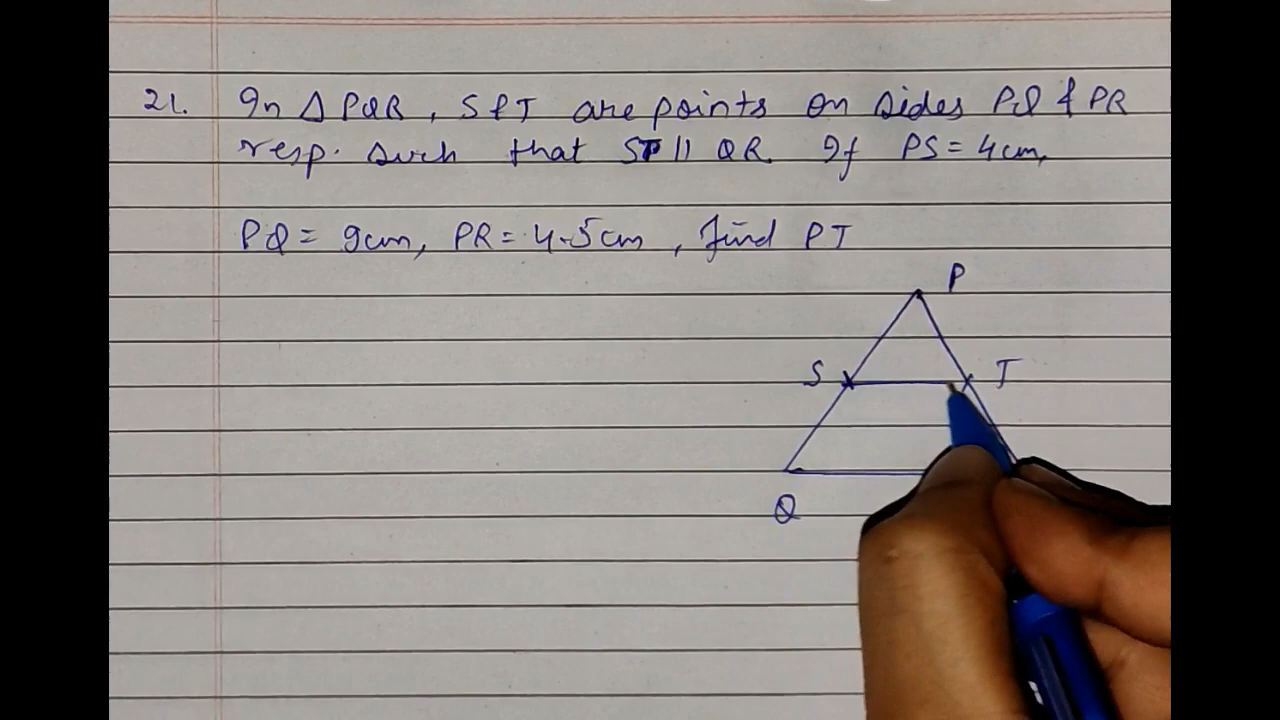 21. In Δ PQR, S & T are points on sides PQ & PR
resp. such that ST || QR. If PS = 4cm,
PQ = 9cm, PR = 4.5cm, find PT
P
S T
Q